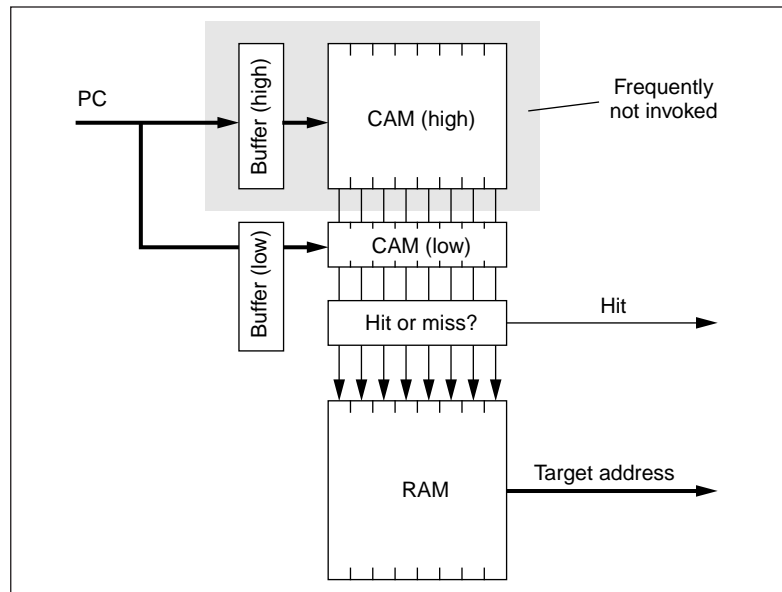 PC
Buffer (high)
CAM (high)
Frequently
not invoked
Buffer (low)
CAM (low)
Hit or miss?
Hit
RAM
Target address